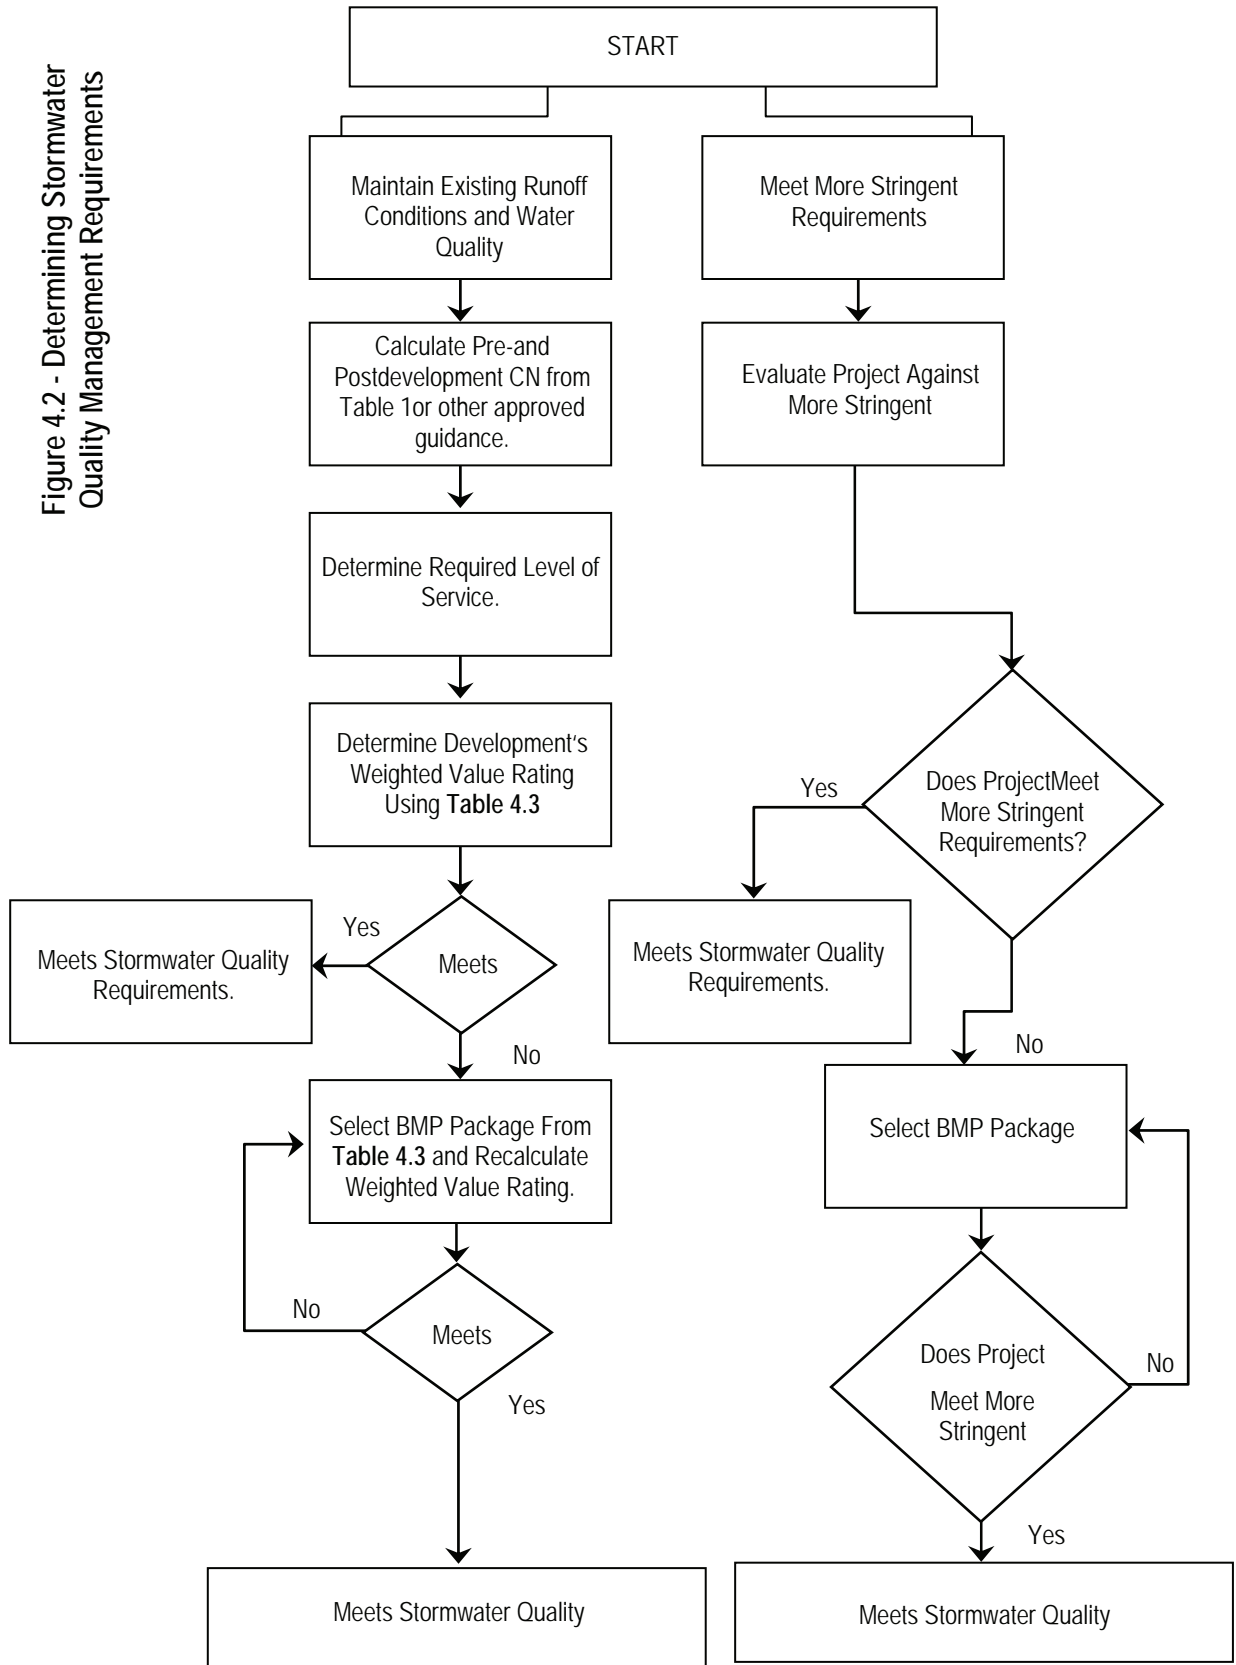 Figure 4.2 - Determining Stormwater
Quality Management Requirements
START
Maintain Existing Runoff
Conditions and Water
Quality
Meet More Stringent
Requirements
Calculate Pre-and
Postdevelopment CN from
Table 1or other approved
guidance.
Evaluate Project Against
More Stringent
Determine Required Level of
Service.
Determine Development's
Weighted Value Rating
Using Table 4.3
Does ProjectMeet
More Stringent
Requirements?
Yes
Yes
Meets Stormwater Quality
Requirements.
Meets
Meets Stormwater Quality
Requirements.
No
No
Select BMP Package From
Table 4.3 and Recalculate
Weighted Value Rating.
Select BMP Package
No
Meets
Yes
Does Project
Meet More
Stringent
No
Yes
Meets Stormwater Quality
Meets Stormwater Quality